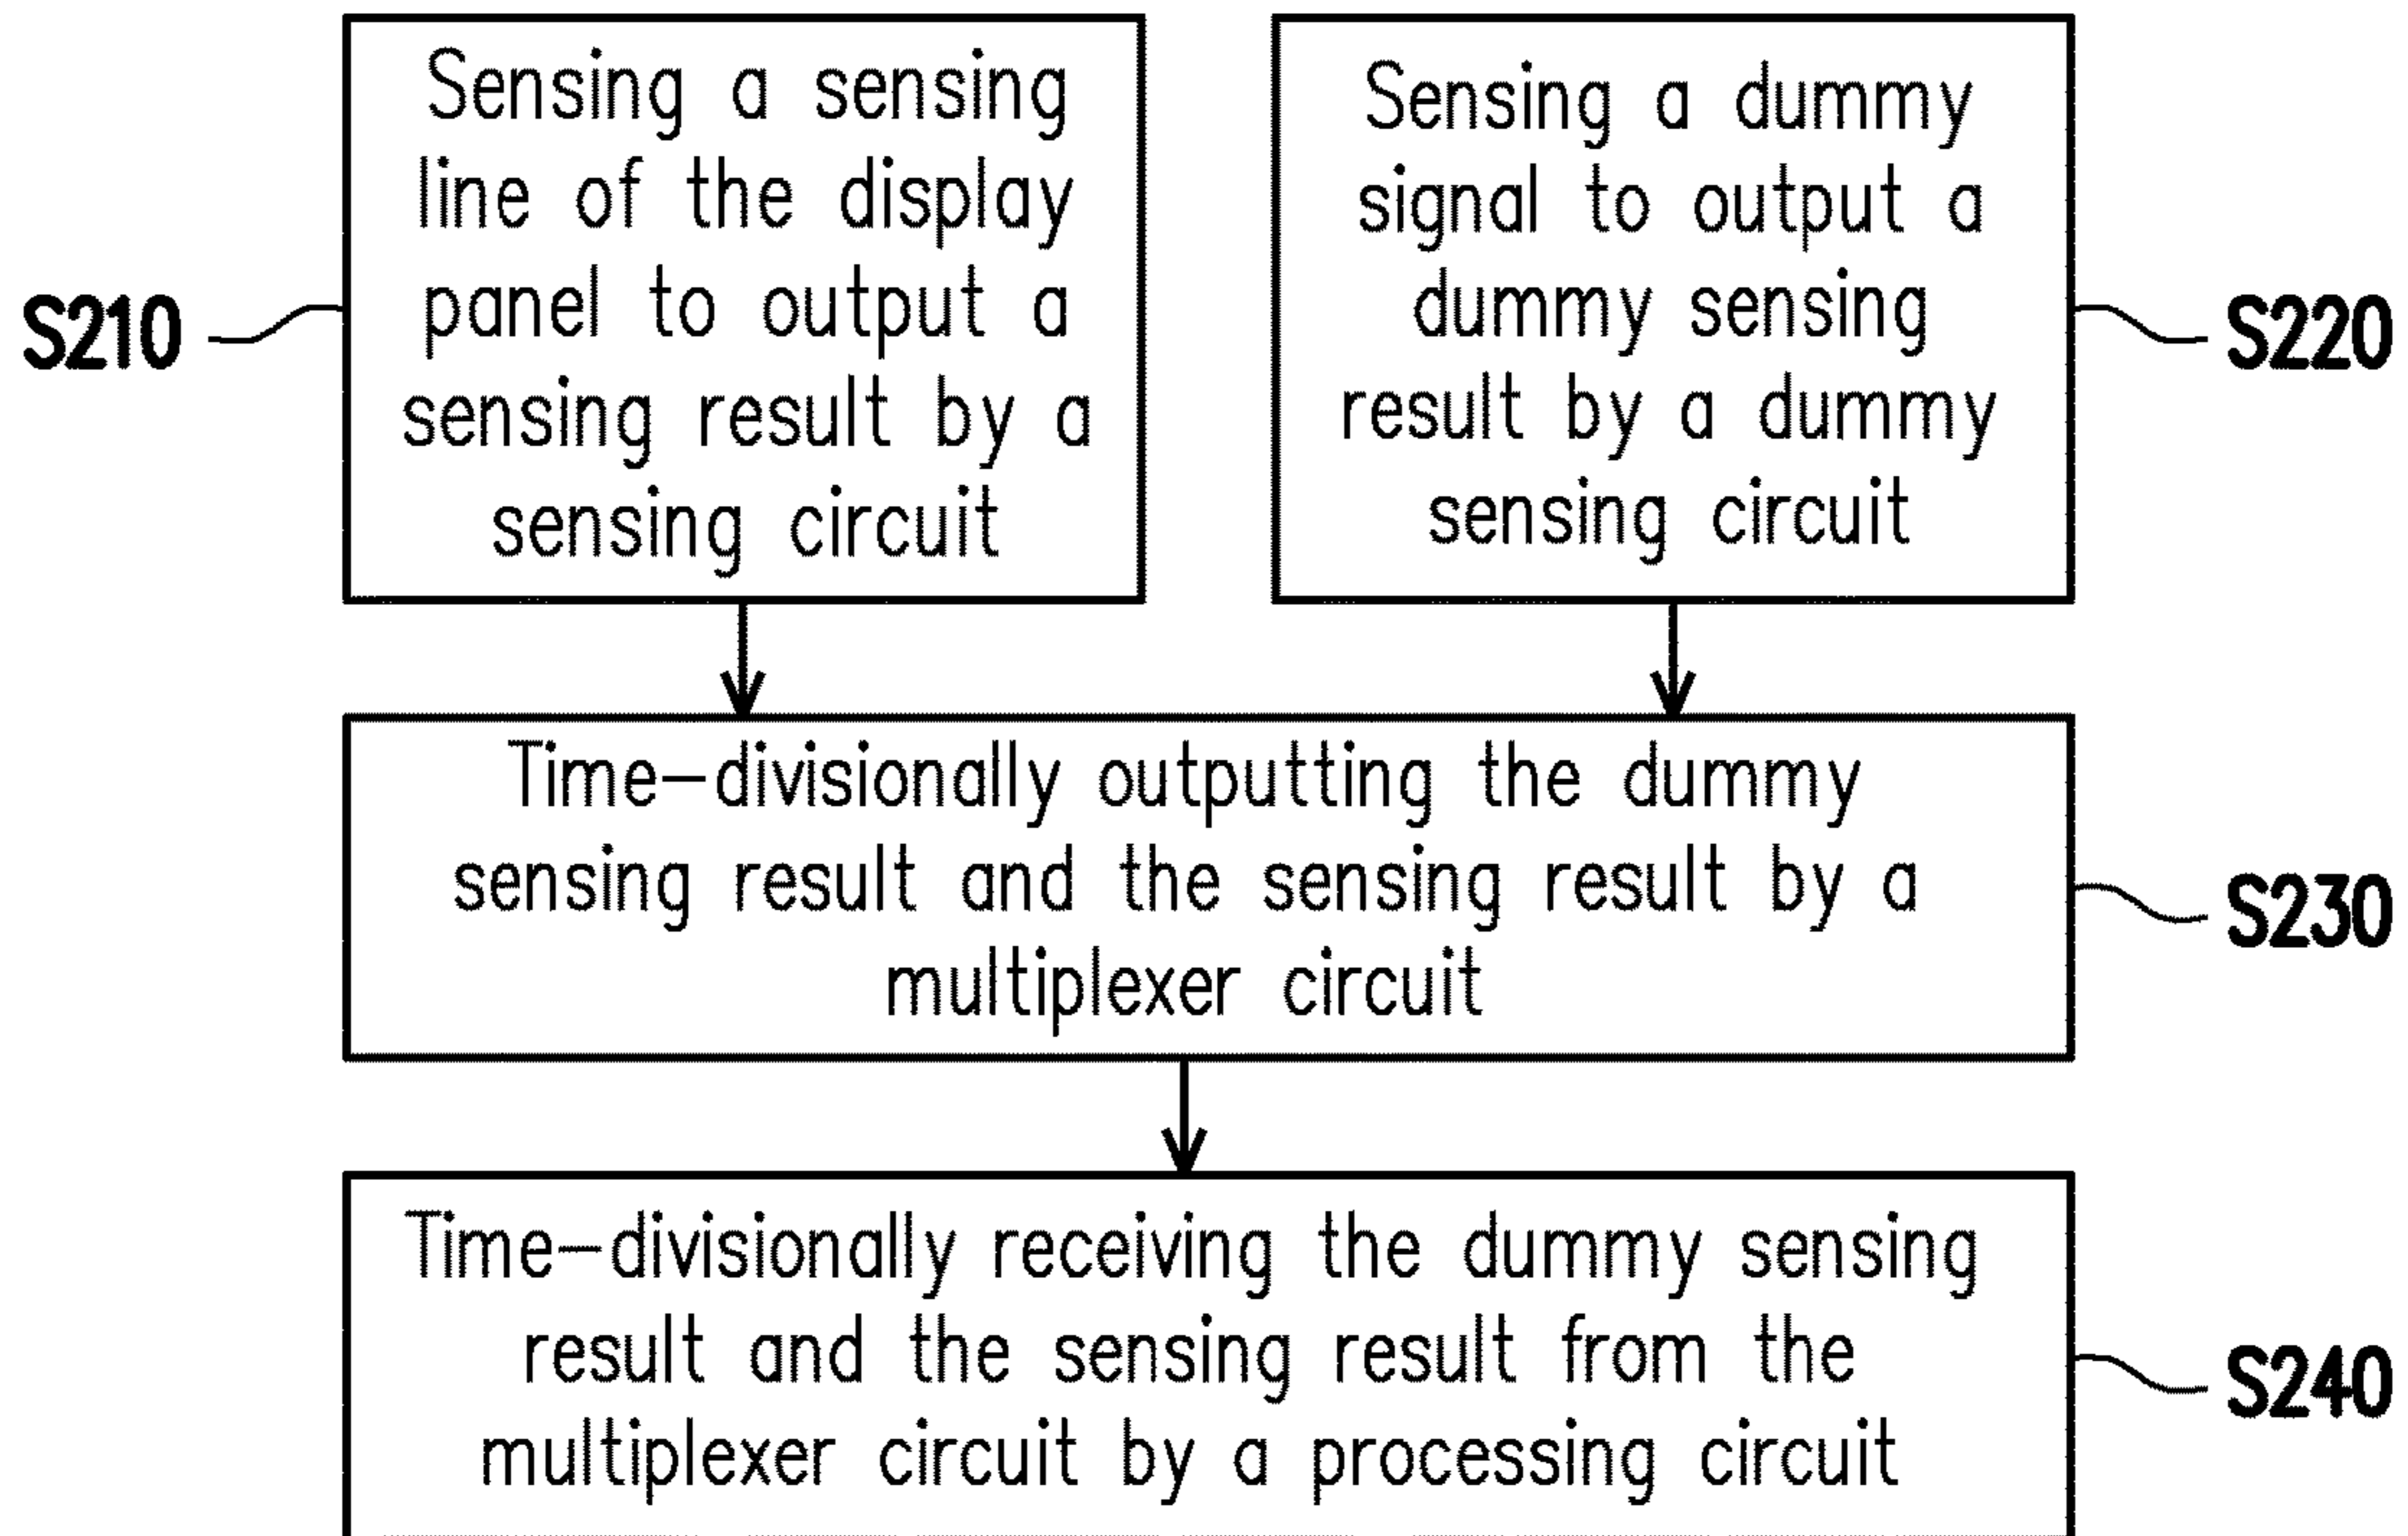 Sensing a sensing
line of the display
panel to output a
sensing result by a
sensing circuit
S210
Sensing a dummy
signal to output a
dummy sensing
result by a dummy
sensing circuit
S220
Time-divisionally outputting the dummy
sensing result and the sensing result by a
multiplexer circuit
S230
Time-divisionally receiving the dummy sensing
result and the sensing result from the
multiplexer circuit by a processing circuit
S240